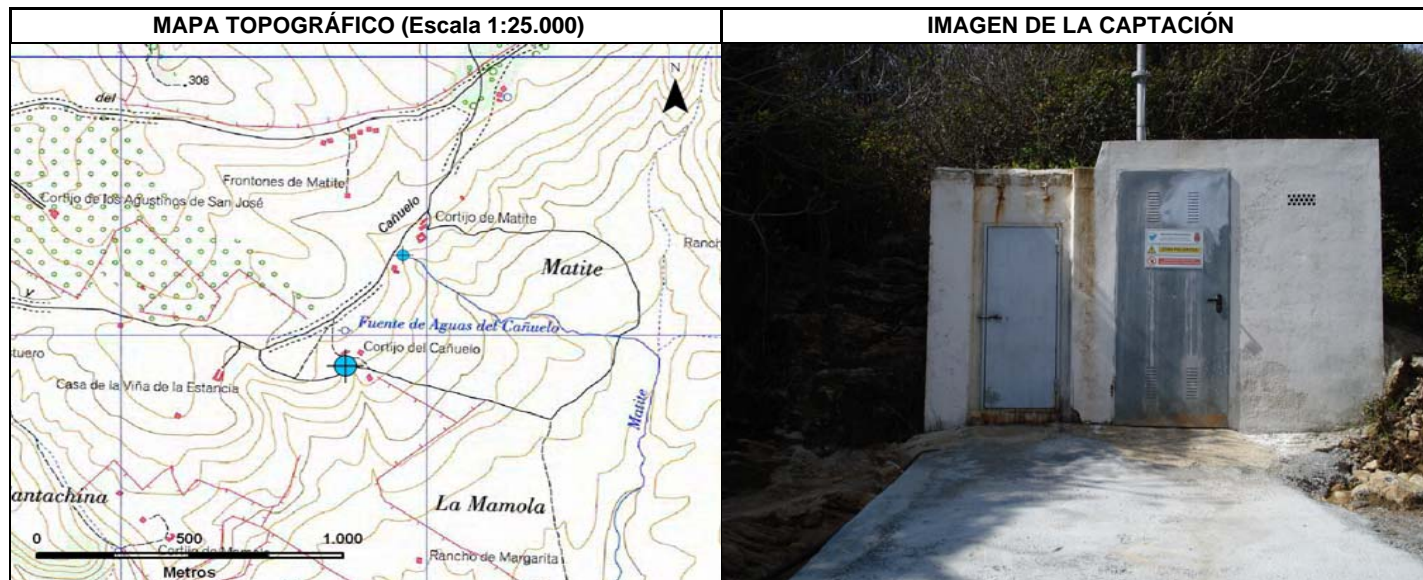 MAPA TOPOGRÁFICO (Escala 1:25.000)
IMAGEN DE LA CAPTACIÓN
308
N
del
Frontones de Matite
Cortijo de los Agustinos de San José
Cañuelo
Cortijo de Matite
Ranch
Matite
y
Fuente de Aguas del Cañuelo
Cortijo del Cañuelo
tuero
Casa de la Viña de la Estancia
Matite
antachina
La Mamola
0 500 1.000
Metros
Rancho de Margarita